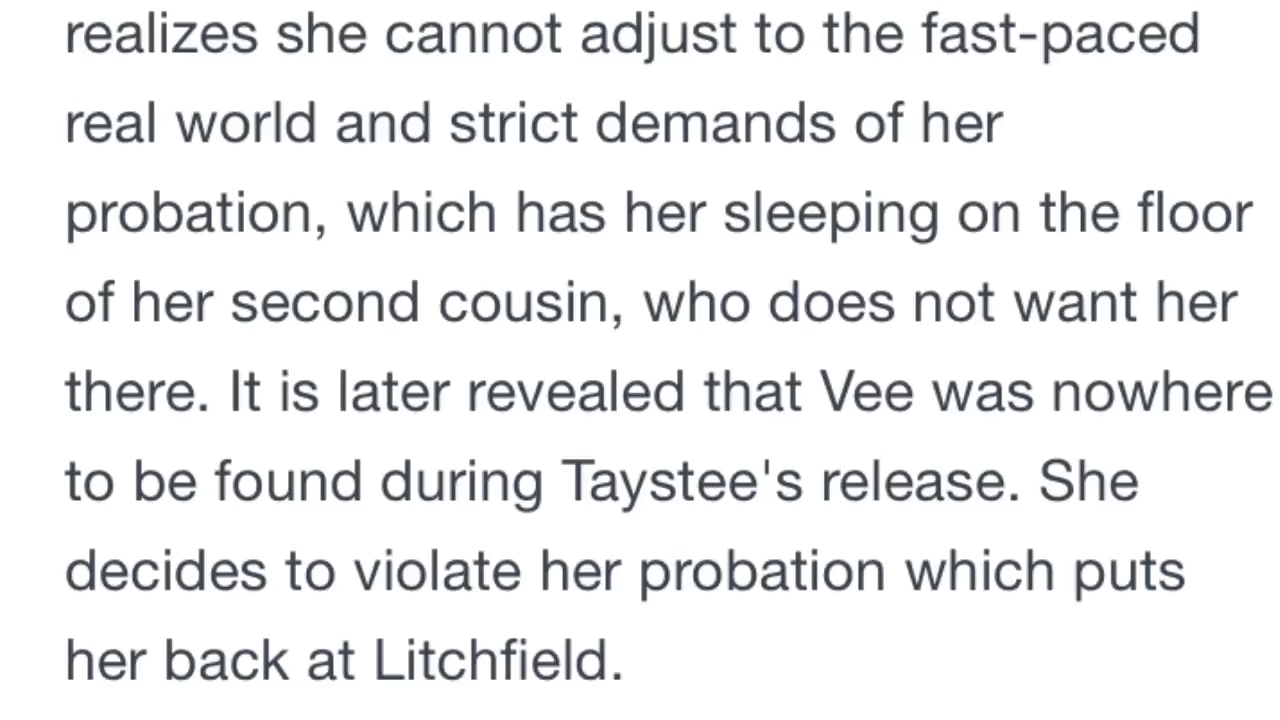 realizes she cannot adjust to the fast-paced
real world and strict demands of her
probation, which has her sleeping on the floor
of her second cousin, who does not want her
there. It is later revealed that Vee was nowhere
to be found during Taystee's release. She
decides to violate her probation which puts
her back at Litchfield.